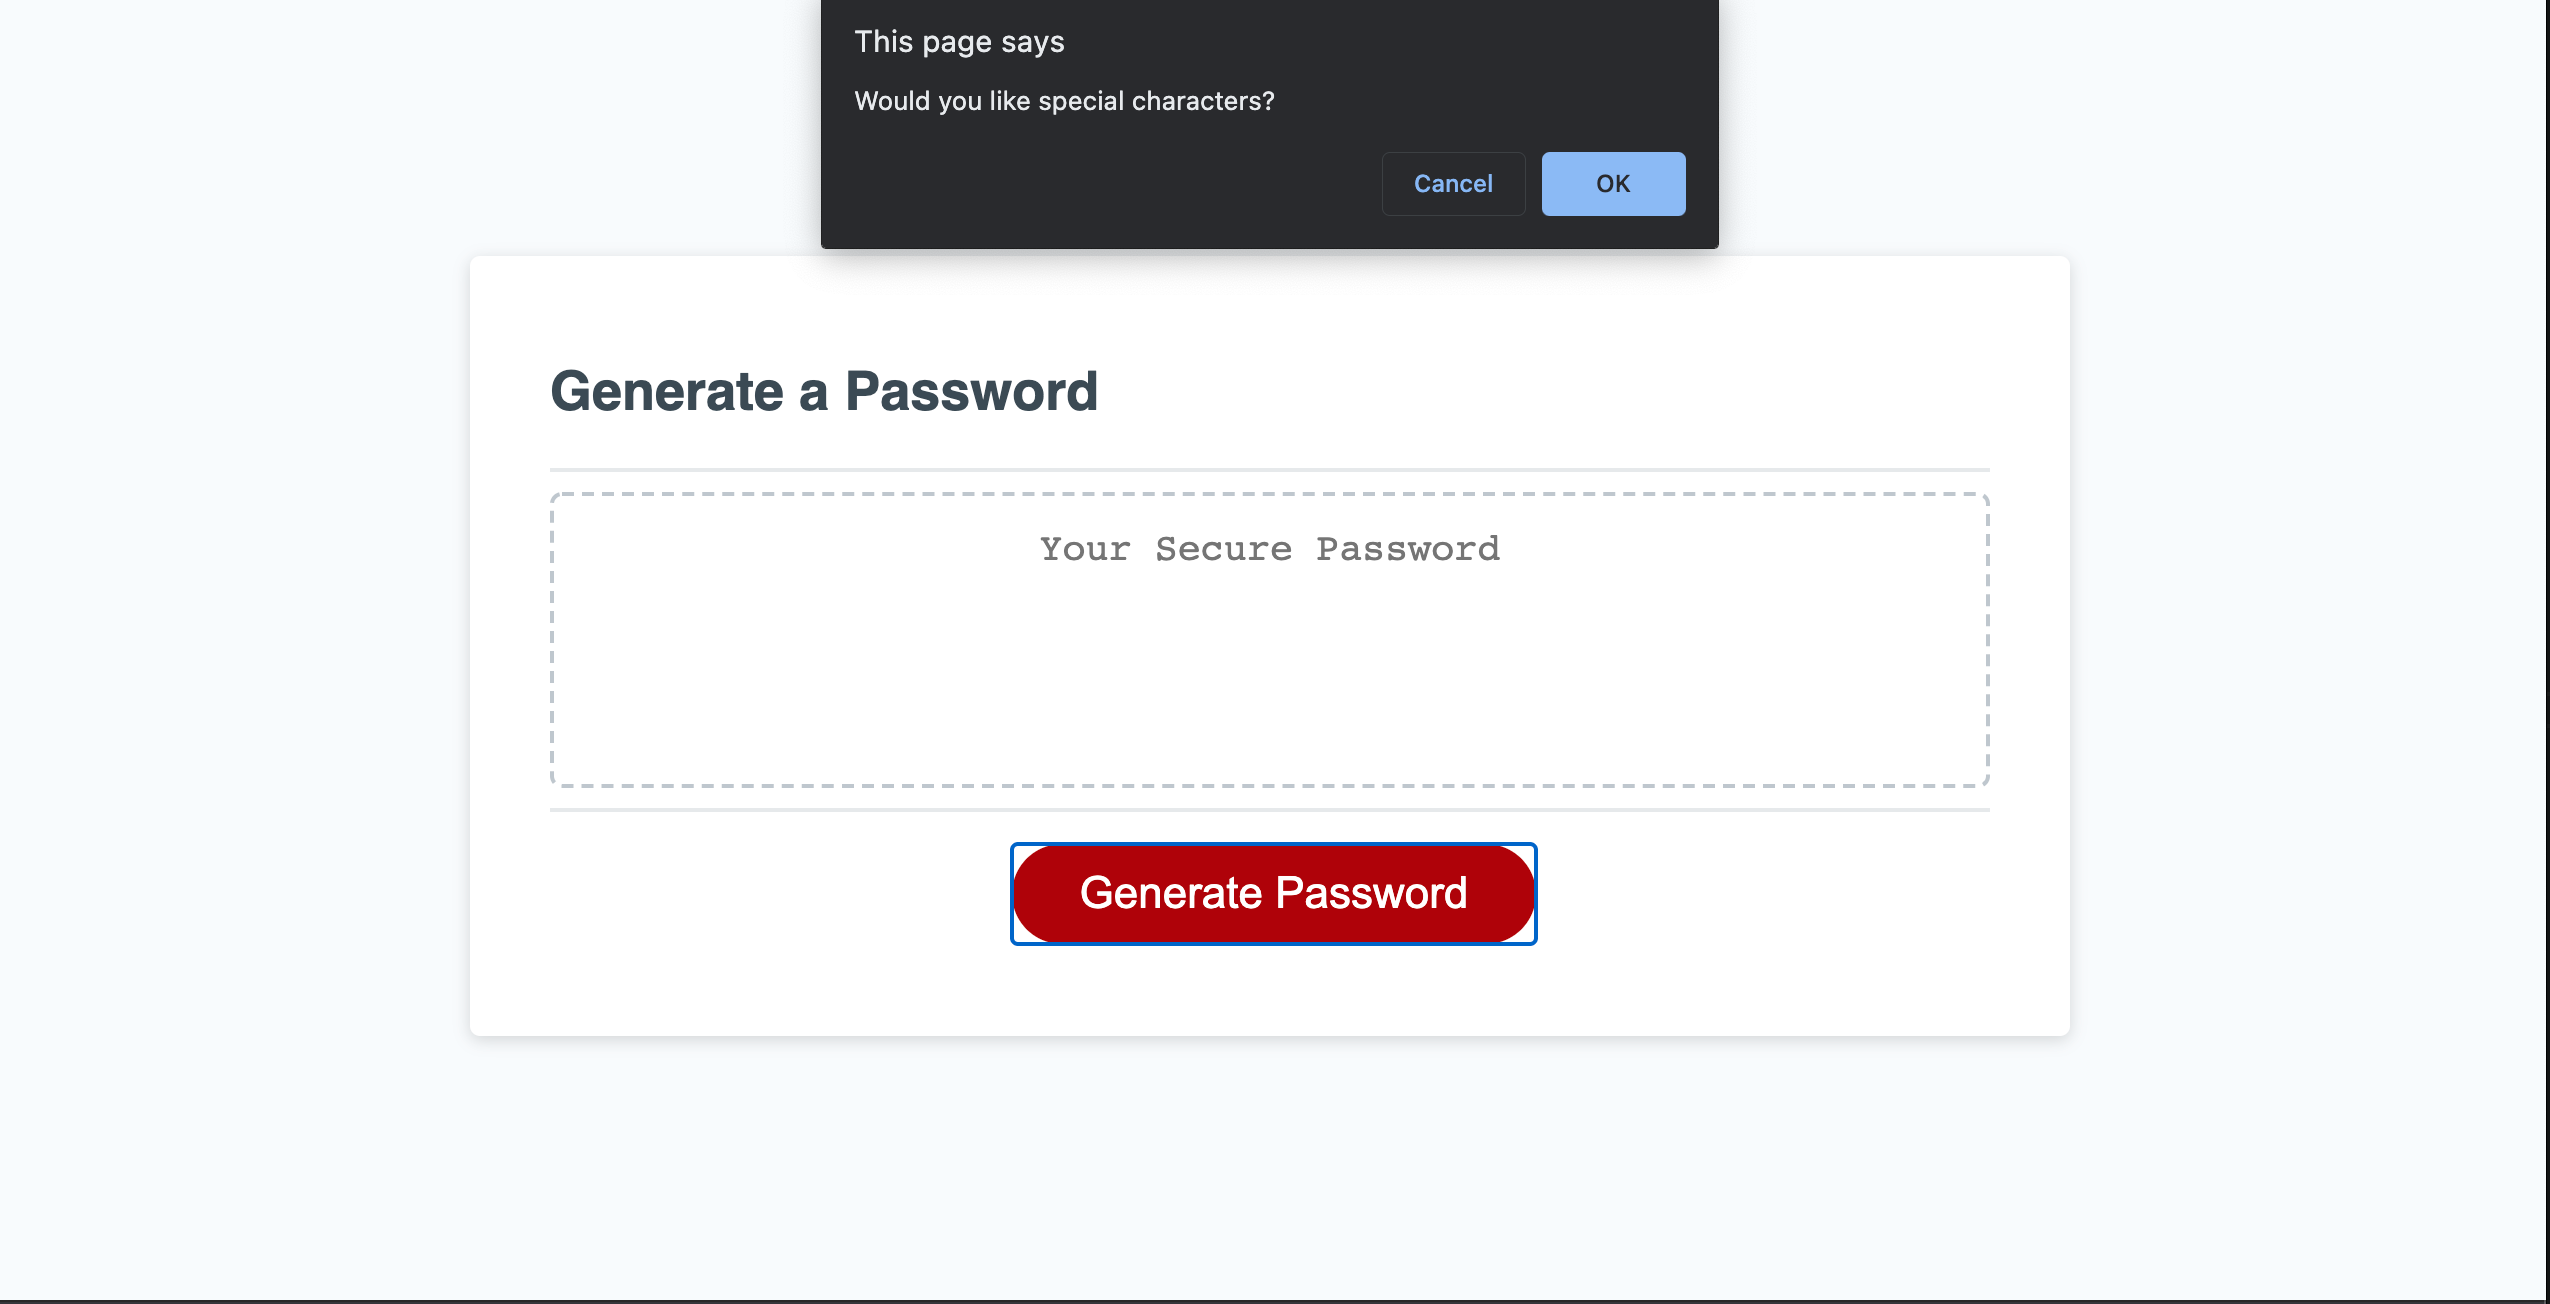 This page says
Would you like special characters?
Cancel
OK
Generate a Password
Your Secure Password
Generate Password